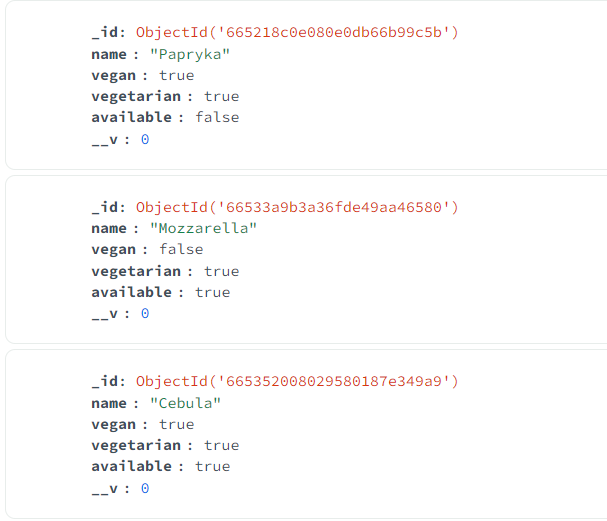 _id: ObjectId('665218c0e080e0db66b99c5b')
name : "Papryka"
vegan : true
vegetarian : true
available : false
__v : 0
_id: ObjectId('66533a9b3a36fde49aa46580')
name : "Mozzarella"
vegan : false
vegetarian : true
available : true
__v : 0
_id: ObjectId('665352008029580187e349a9')
name : "Cebula"
vegan : true
vegetarian : true
available : true
__v : 0